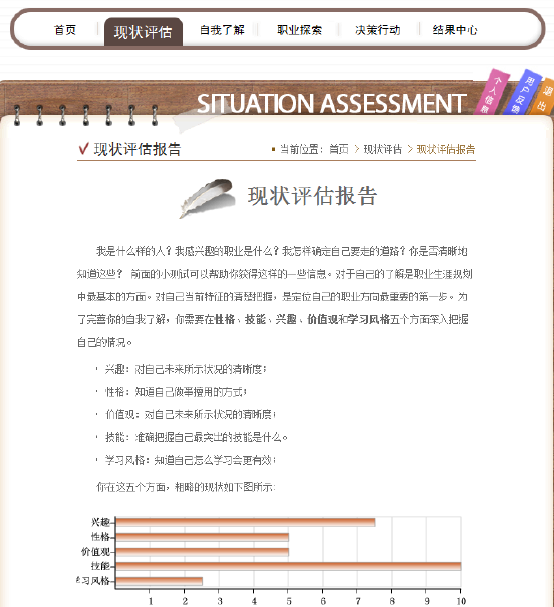 首页 现状评估 自我了解 职业探索 决策行动 结果中心
个人信息 用户反馈 退出
SITUATION ASSESSMENT
现状评估报告
当前位置：首页 > 现状评估 > 现状评估报告
现状评估报告
我是什么样的人？我感兴趣的职业是什么？我怎样确定自己要走的道路？你是否清晰地
知道这些？ 前面的小测试可以帮助你获得这样的一些信息。对于自己的了解是职业生涯规划
中最基本的方面。对自己当前特征的清楚把握，是定位自己的职业方向最重要的第一步。为
了完善你的自我了解，你需要在性格、技能、兴趣、价值观和学习风格五个方面深入把握
自己的情况。
兴趣：对自己未来所示状况的清晰度；
性格：知道自己做事擅用的方式；
价值观：对自己未来所示状况的清晰度；
技能：准确把握自己最突出的技能是什么。
学习风格：知道自己怎么学习会更有效；
你在这五个方面，粗略的现状如下图所示:
兴趣
性格
价值观
技能
学习风格
1 2 3 4 5 6 7 8 9 10